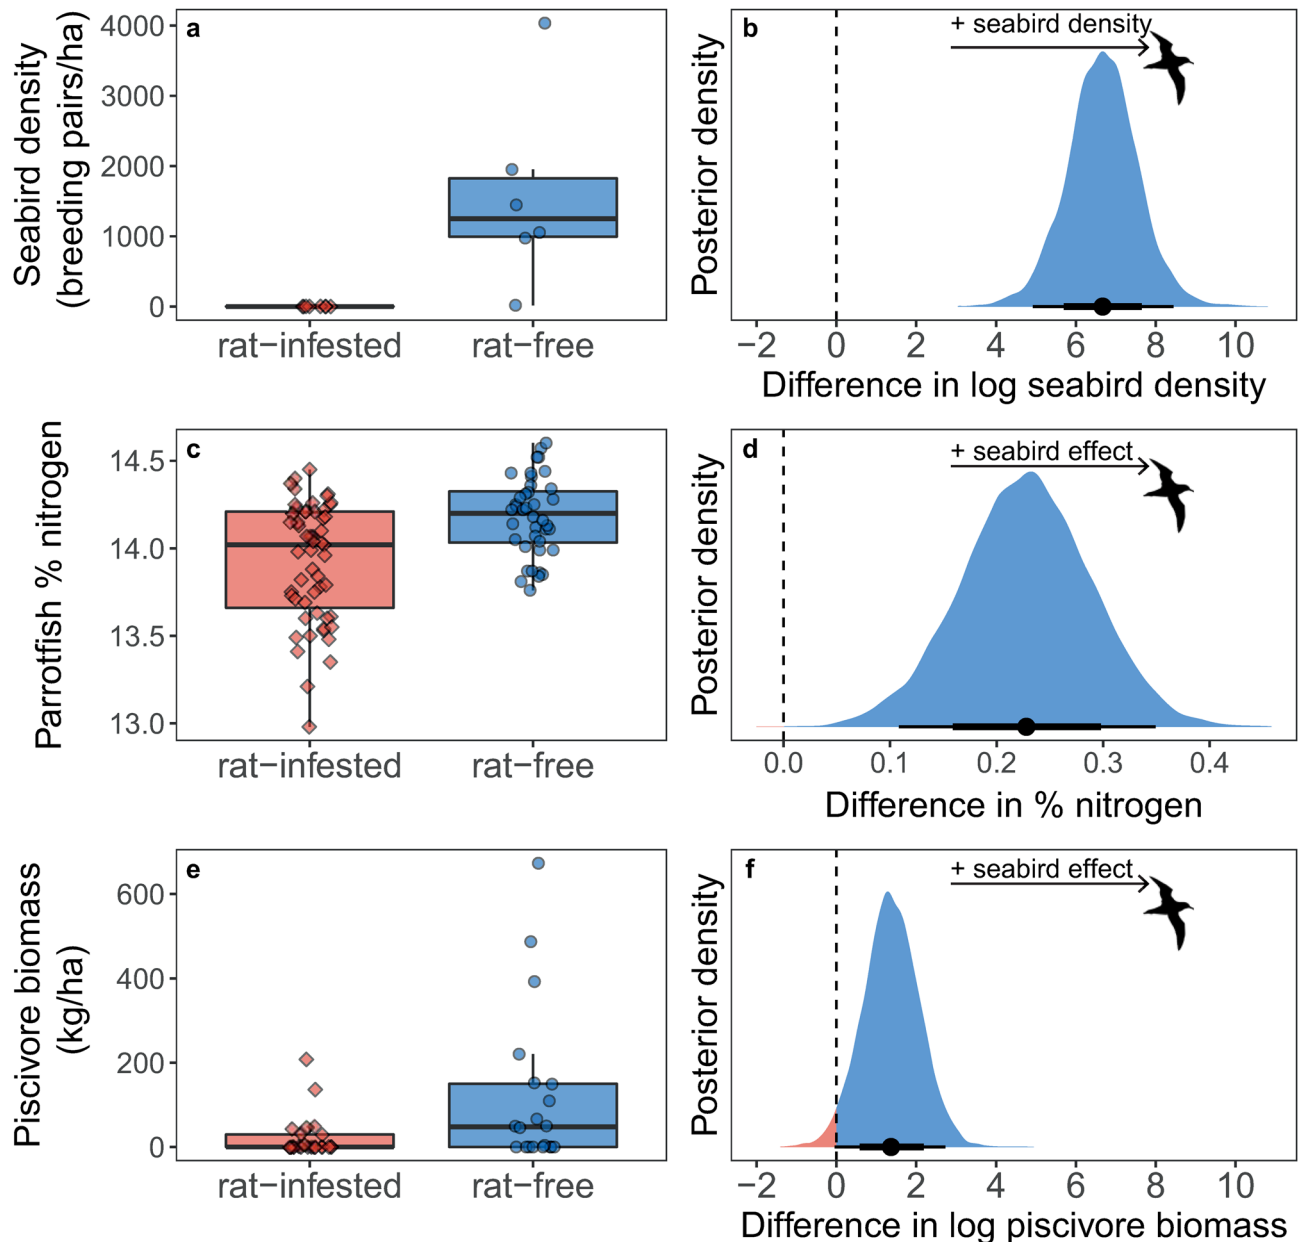 a
Seabird density
(breeding pairs/ha)
4000
3000
2000
1000
0
rat−infested
rat−free
b
+ seabird density
Posterior density
−2 0 2 4 6 8 10
Difference in log seabird density
c
Parrotfish % nitrogen
14.5
14.0
13.5
13.0
rat−infested
rat−free
d
+ seabird effect
Posterior density
0.0 0.1 0.2 0.3 0.4
Difference in % nitrogen
e
Piscivore biomass
(kg/ha)
600
400
200
0
rat−infested
rat−free
f
+ seabird effect
Posterior density
−2 0 2 4 6 8 10
Difference in log piscivore biomass